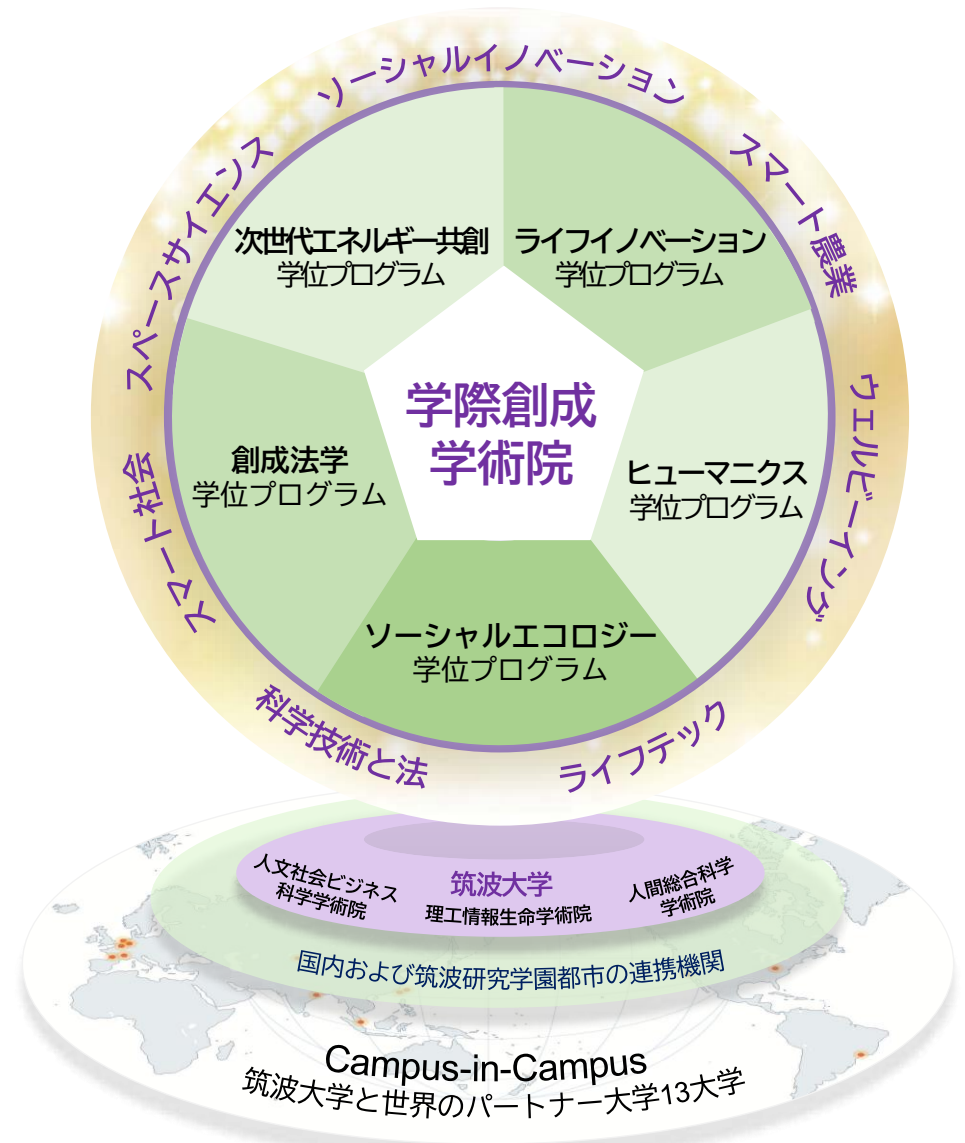 ソーシャルイノベーション
スマート農業
ウェルビーイング
ライフテック
科学技術と法
スマート社会
スペースサイエンス
次世代エネルギー共創
学位プログラム
ライフイノベーション
学位プログラム
学際創成
学術院
創成法学
学位プログラム
ヒューマニクス
学位プログラム
ソーシャルエコロジー
学位プログラム
人文社会ビジネス
科学学術院
筑波大学
理工情報生命学術院
人間総合科学
学術院
国内および筑波研究学園都市の連携機関
Campus-in-Campus
筑波大学と世界のパートナー大学13大学